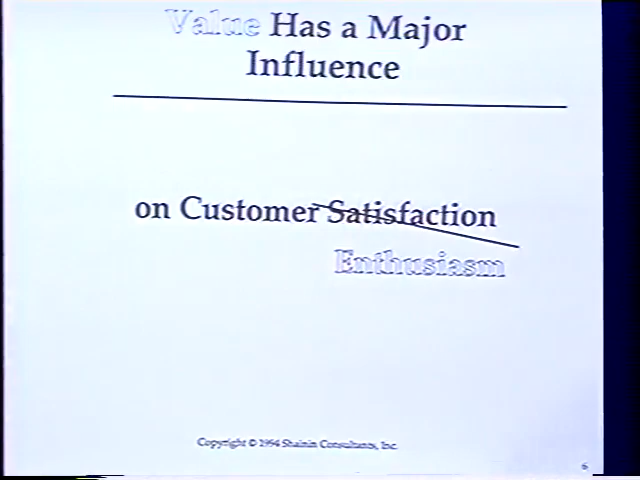 Value Has a Major
Influence
on Customer Satisfaction
Enthusiasm
Copyright © 1994 Shainin Consultants, Inc.
6